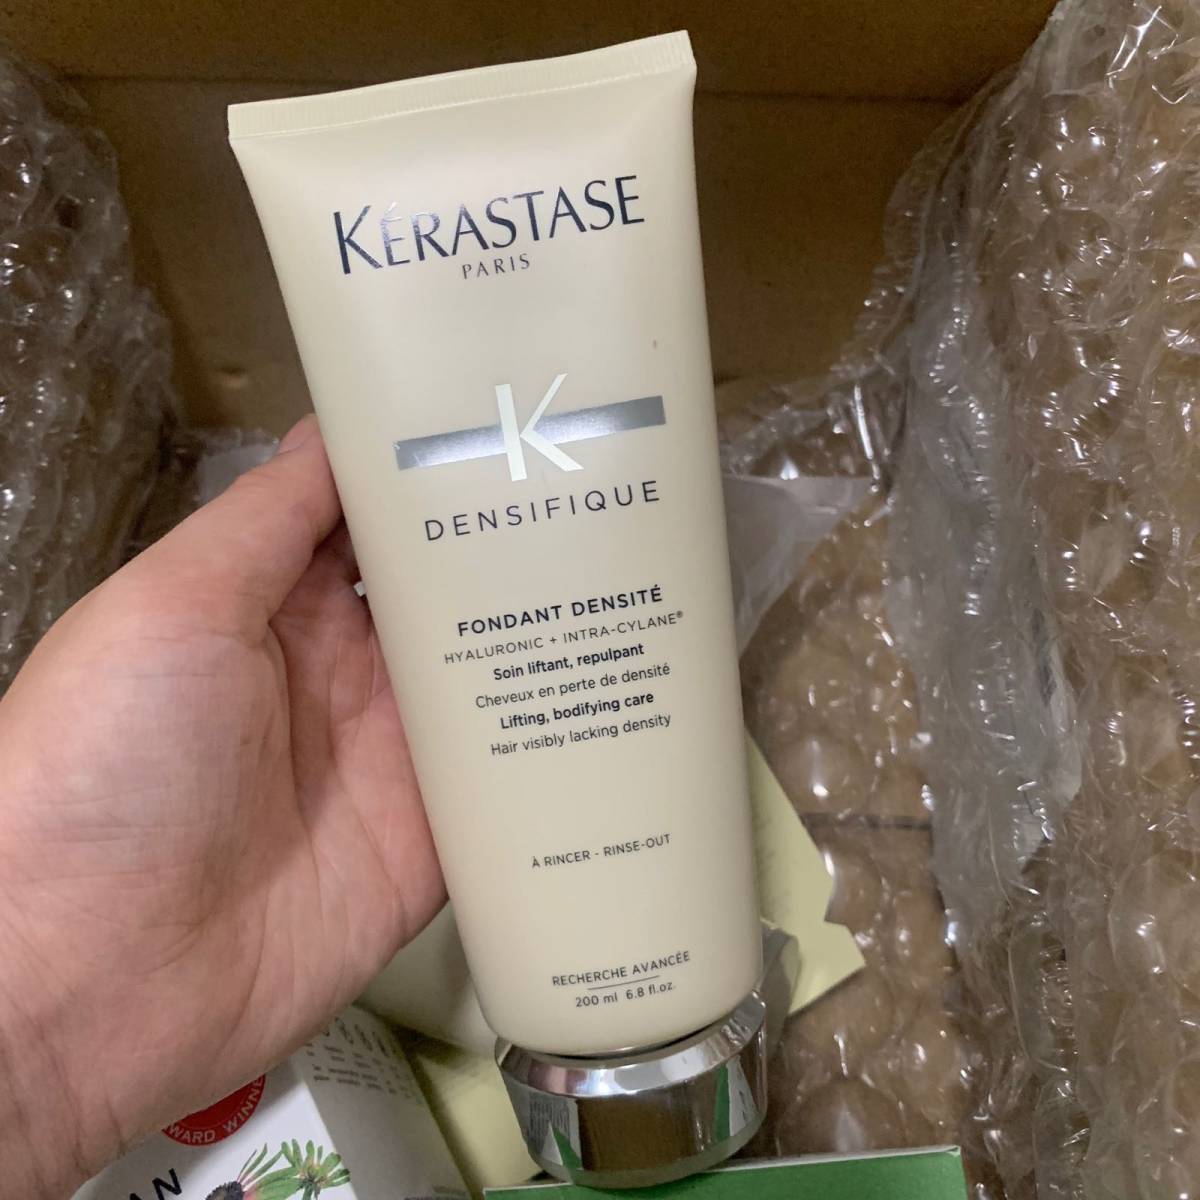 KÉRASTASE
PARIS
K
DENSIFIQUE
FONDANT DENSITÉ
HYALURONIC + INTRA-CYLANE®
Soin liftant, repulpant
Cheveux en perte de densité
Lifting, bodifying care
Hair visibly lacking density
À RINCER - RINSE-OUT
RECHERCHE AVANCÉE
200 ml 6.8 fl.oz.
WINNE